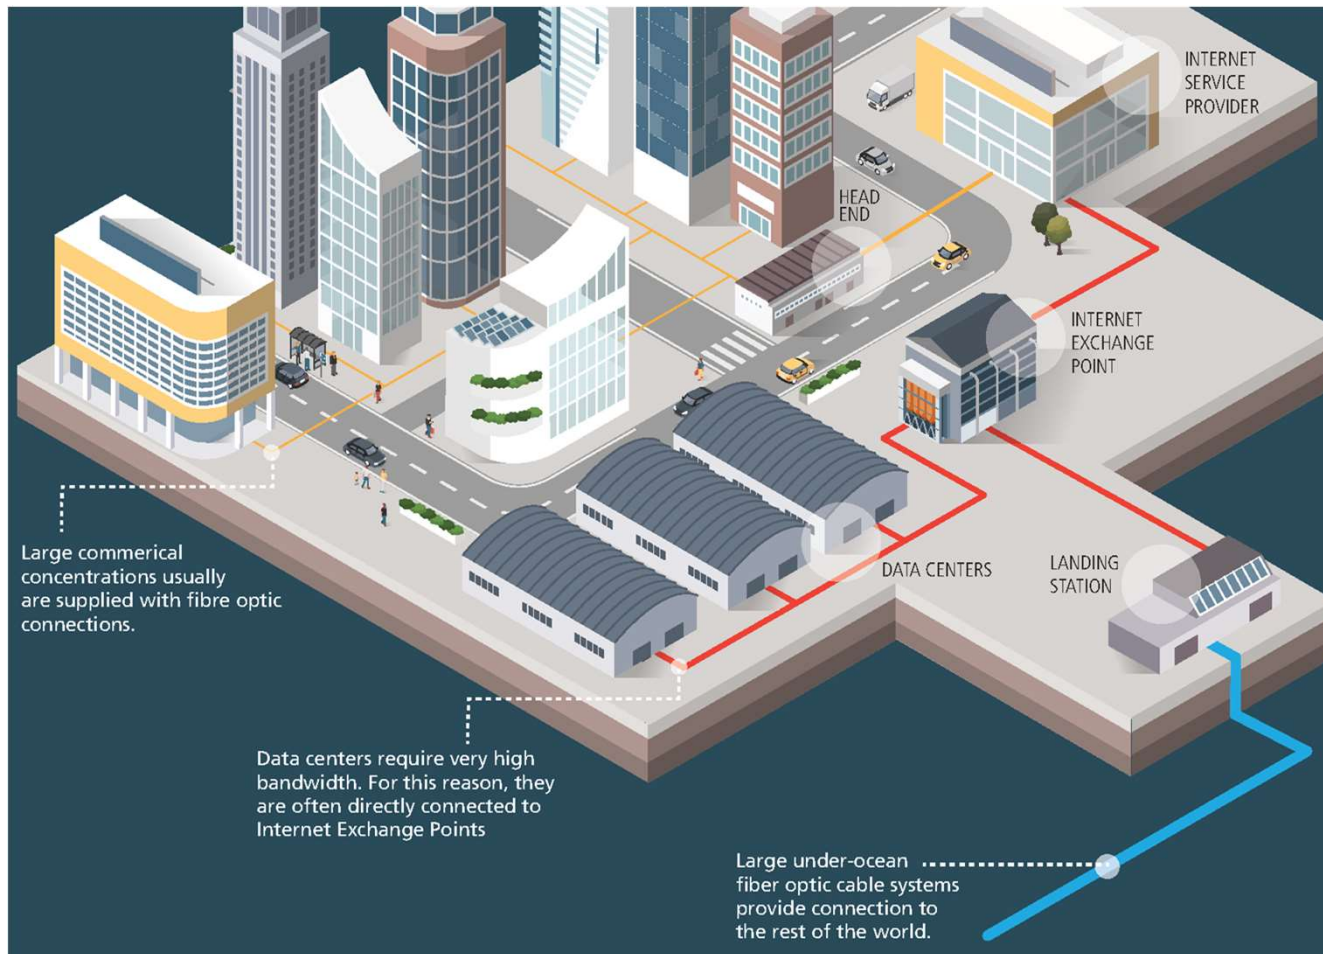 INTERNET
SERVICE
PROVIDER
HEAD
END
INTERNET
EXCHANGE
POINT
Large commerical
concentrations usually
are supplied with fibre optic
connections.
DATA CENTERS
LANDING
STATION
Data centers require very high
bandwidth. For this reason, they
are often directly connected to
Internet Exchange Points
Large under-ocean
fiber optic cable systems
provide connection to
the rest of the world.